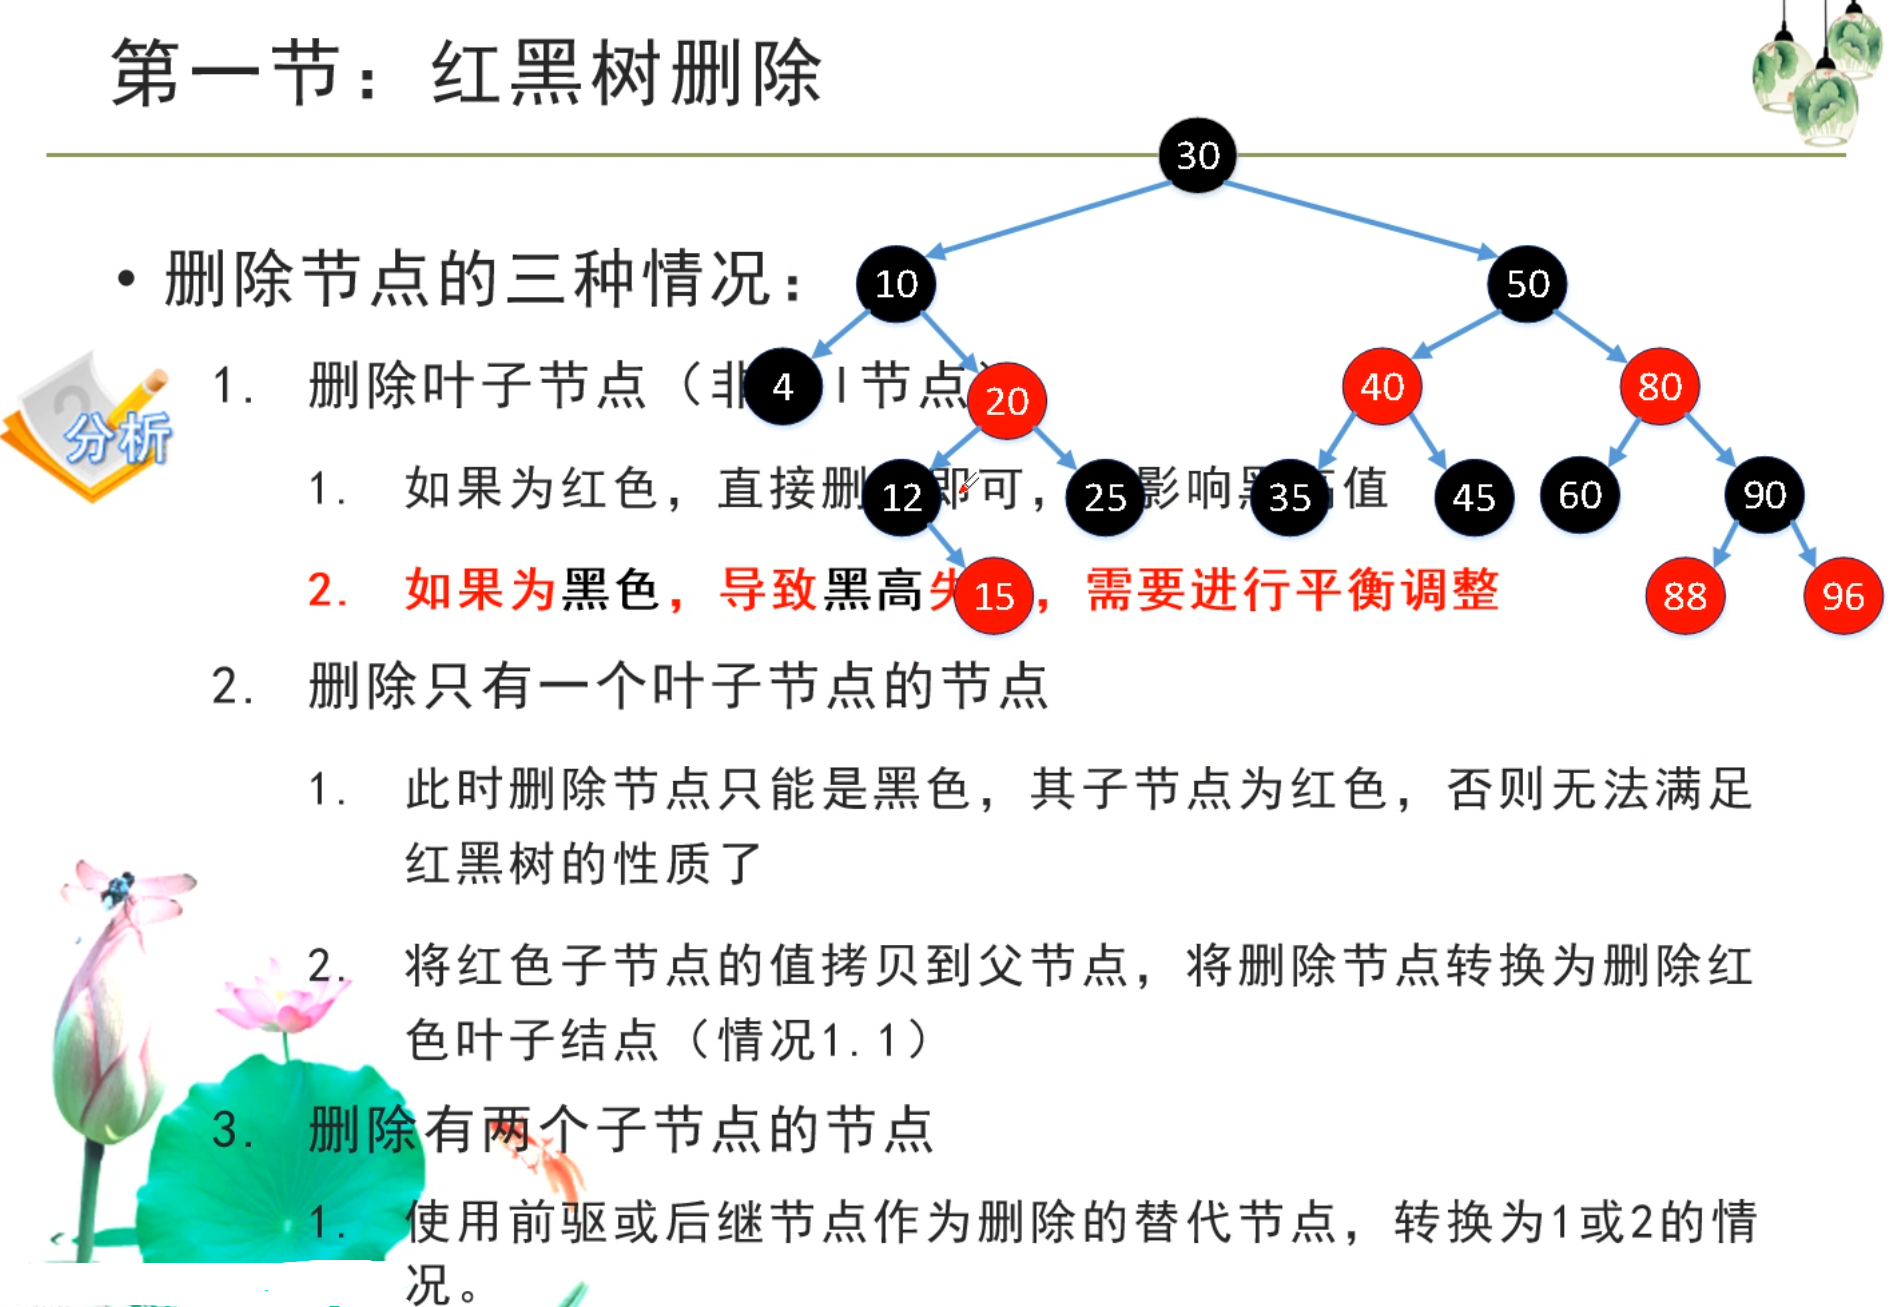 第一节：红黑树删除
30
• 删除节点的三种情况：
10
50
1. 删除叶子节点（非 l节点）
4
20
40
80
分析
1. 如果为红色，直接删 即可， 影响黑 值
12
25
35
45
60
90
2. 如果为黑色，导致黑高失 ，需要进行平衡调整
15
88
96
2. 删除只有一个叶子节点的节点
1. 此时删除节点只能是黑色，其子节点为红色，否则无法满足
红黑树的性质了
2. 将红色子节点的值拷贝到父节点，将删除节点转换为删除红
色叶子结点（情况1.1）
3. 删除有两个子节点的节点
1. 使用前驱或后继节点作为删除的替代节点，转换为1或2的情
况。